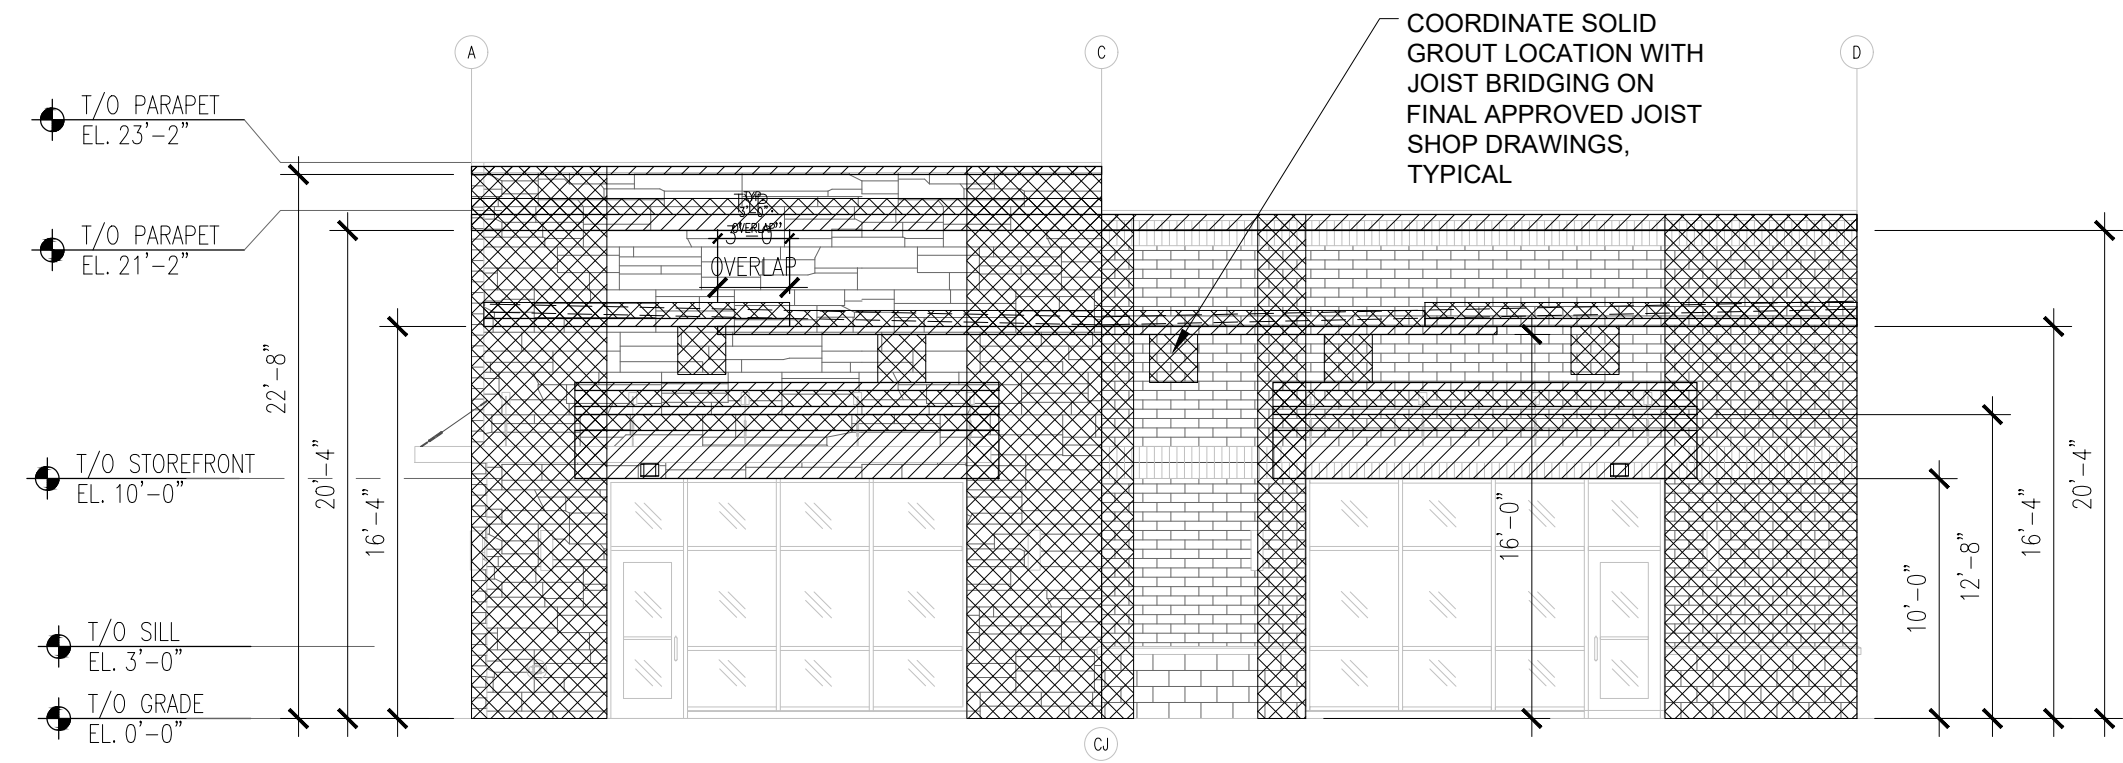 A
C
D
COORDINATE SOLID
GROUT LOCATION WITH
JOIST BRIDGING ON
FINAL APPROVED JOIST
SHOP DRAWINGS,
TYPICAL
T/O PARAPET
EL. 23'-2"
T/O PARAPET
EL. 21'-2"
OVERLAP
T/O STOREFRONT
EL. 10'-0"
T/O SILL
EL. 3'-0"
T/O GRADE
EL. 0'-0"
22'-8"
20'-4"
16'-4"
16'-0"
10'-0"
12'-8"
16'-4"
20'-4"
CJ